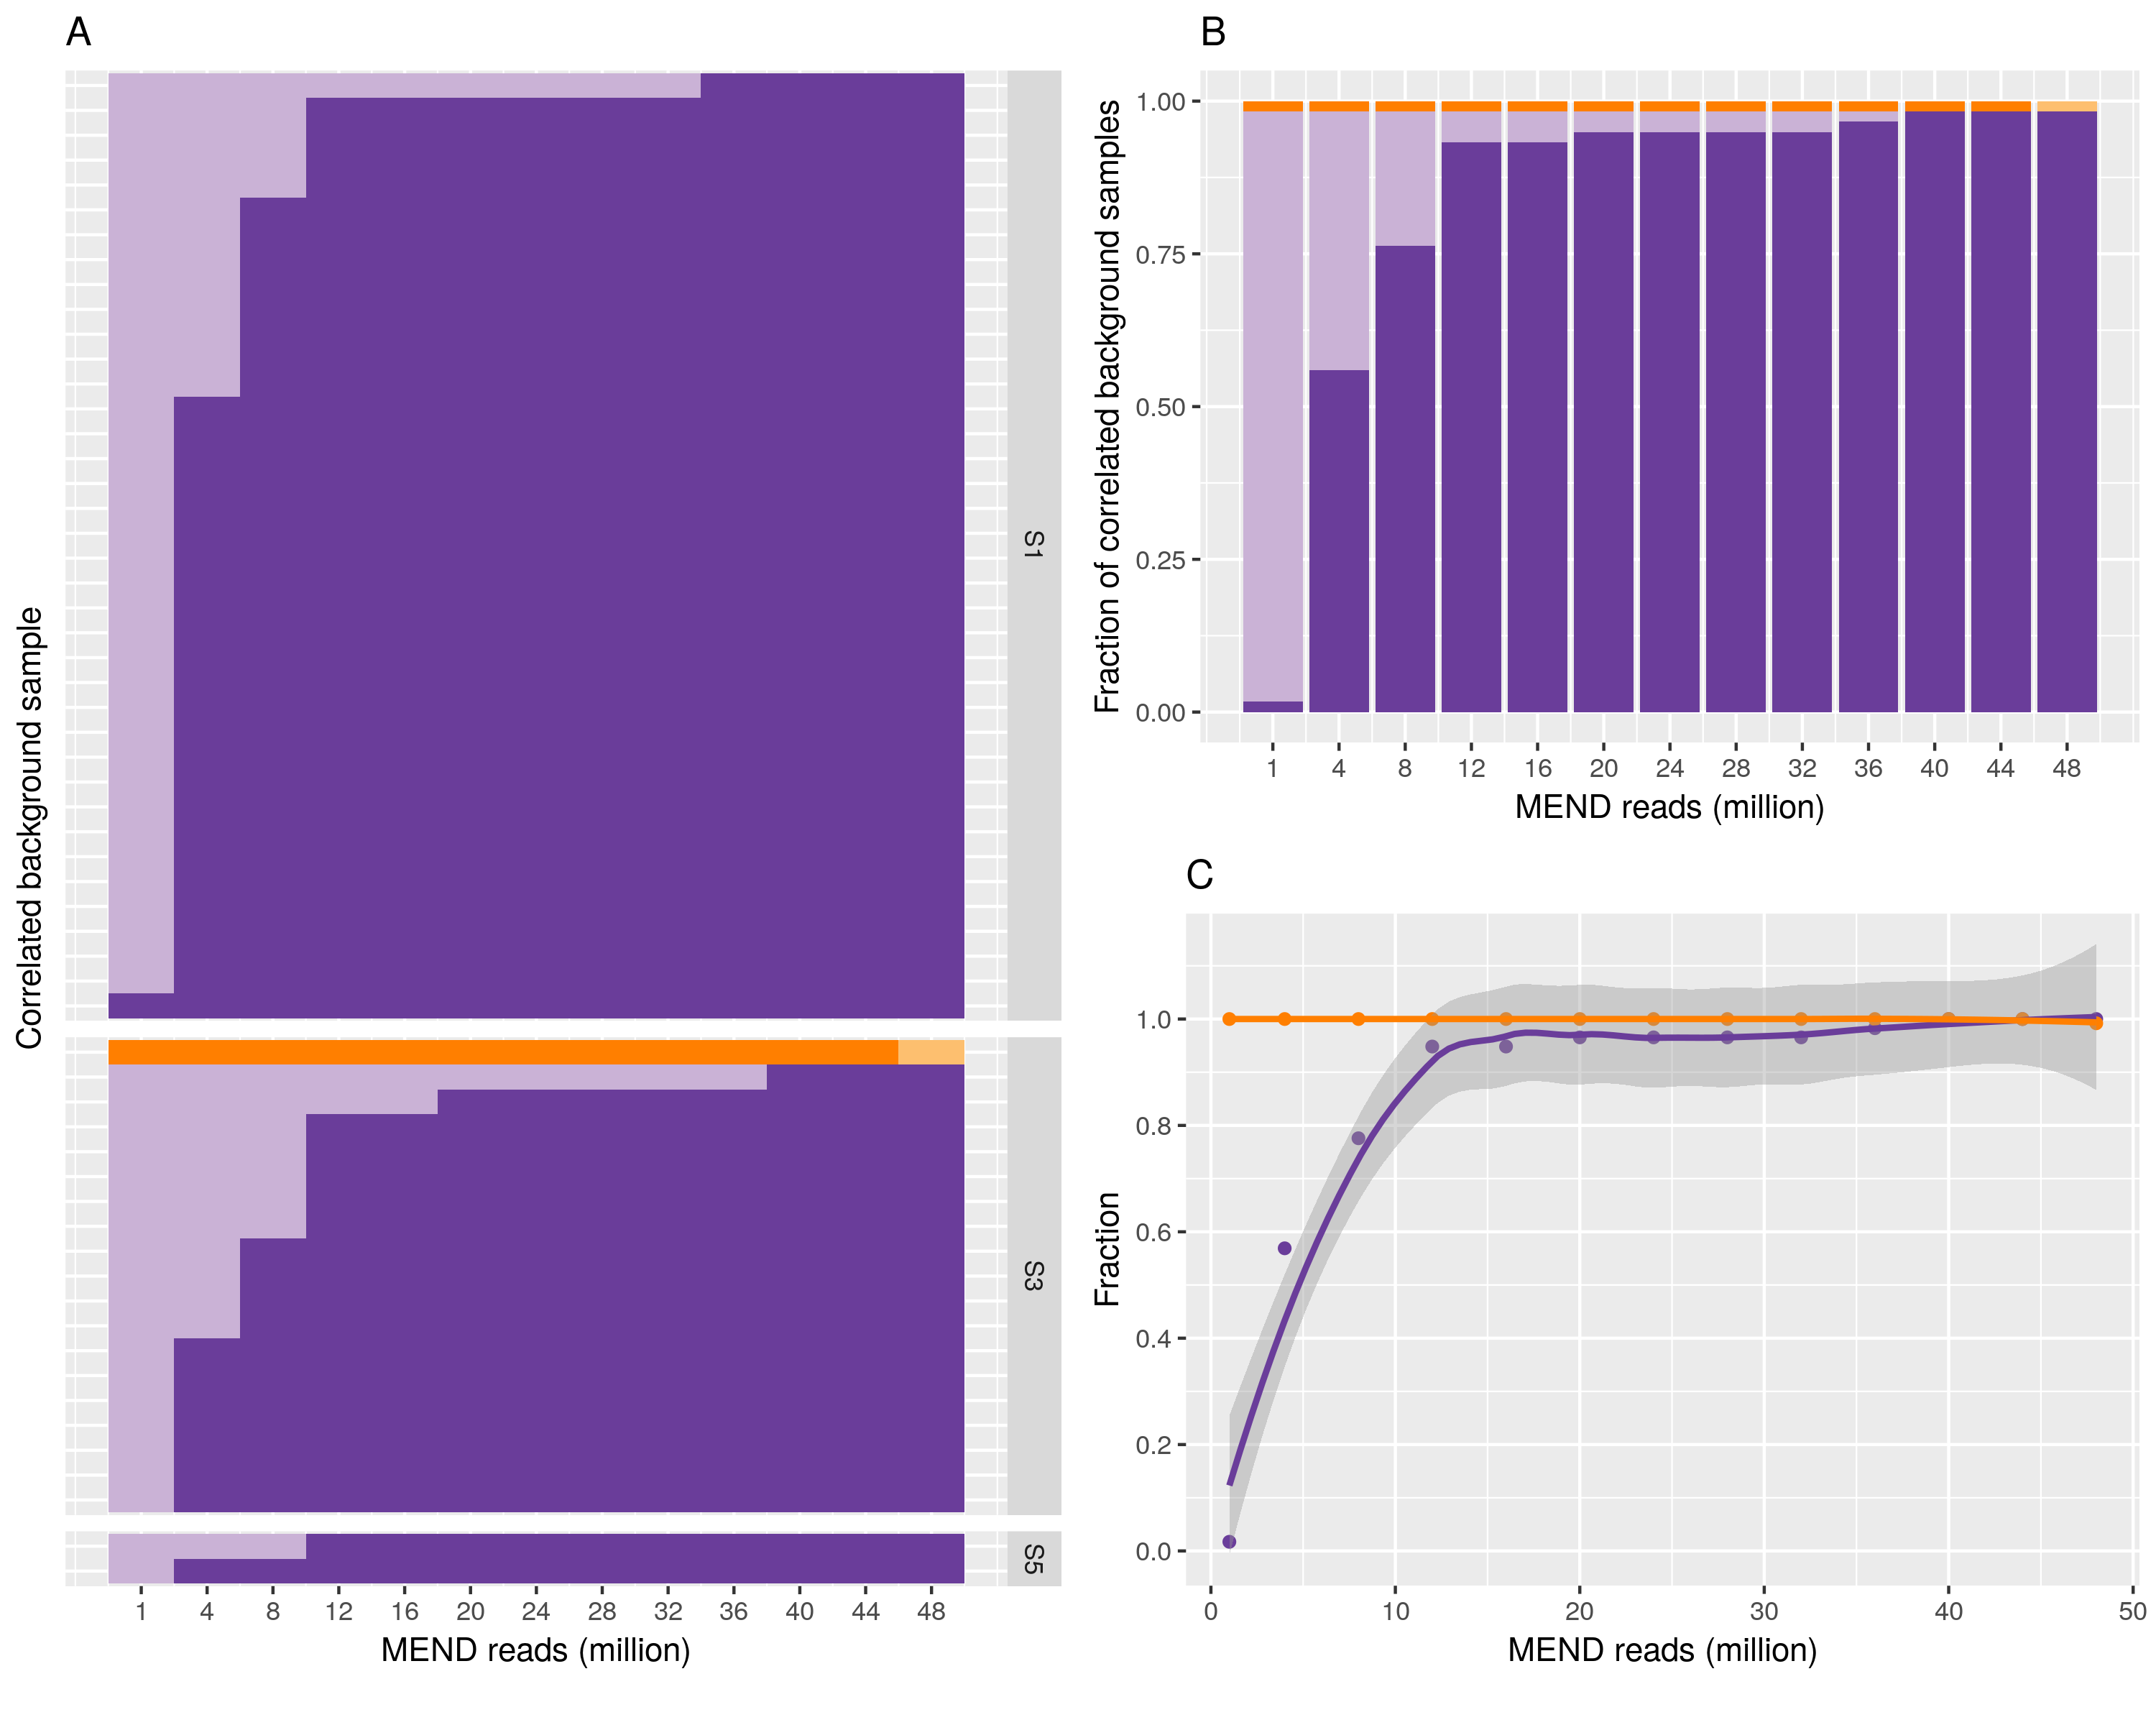 A
Correlated background sample
S1
S3
S5
1 4 8 12 16 20 24 28 32 36 40 44 48
MEND reads (million)
B
Fraction of correlated background samples
1.00
0.75
0.50
0.25
0.00
1 4 8 12 16 20 24 28 32 36 40 44 48
MEND reads (million)
C
Fraction
1.0
0.8
0.6
0.4
0.2
0.0
0 10 20 30 40 50
MEND reads (million)